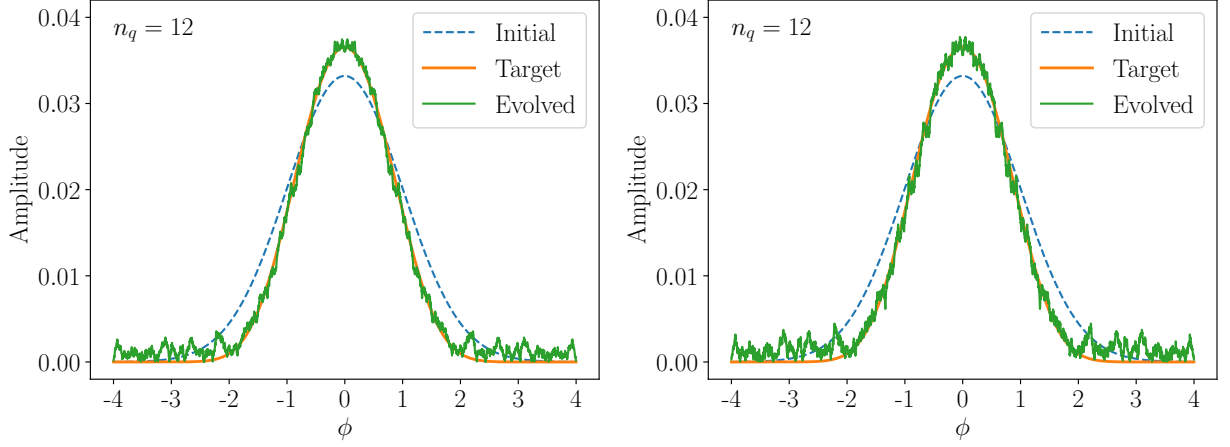 0.04
0.03
0.02
0.01
0.00
Amplitude
n_q = 12
Initial
Target
Evolved
-4 -3 -2 -1 0 1 2 3 4
ϕ
0.04
0.03
0.02
0.01
0.00
Amplitude
n_q = 12
Initial
Target
Evolved
-4 -3 -2 -1 0 1 2 3 4
ϕ